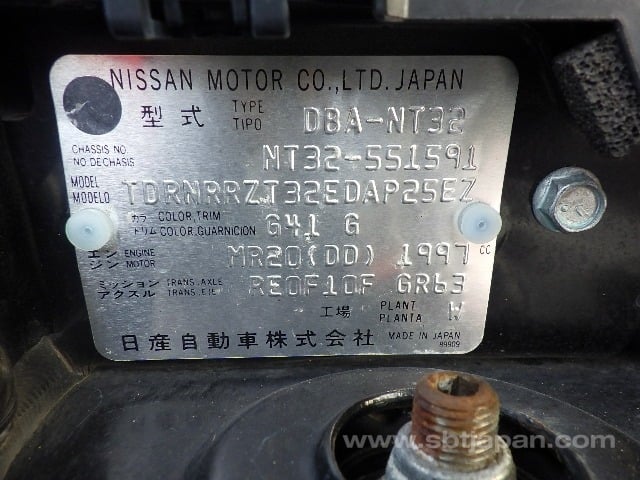 NISSAN MOTOR CO.,LTD. JAPAN
型式 TYPE TIPO DBA-NT32
CHASSIS NO. NO. DECHASIS NT32-551591
MODEL MODELO TDRNRRZT32EDAP25EZ
カラー COLOR, TRIM
トリム COLOR, GUARNICION G41 G
エンジン ENGINE MOTOR MR20(DD) 1997 CC
ミッション TRANS. AXLE
アクスル TRANS. EJE RE0F10F GR63
工場 PLANT PLANTA W
日産自動車株式会社 MADE IN JAPAN
89909
www.sbtjapan.com